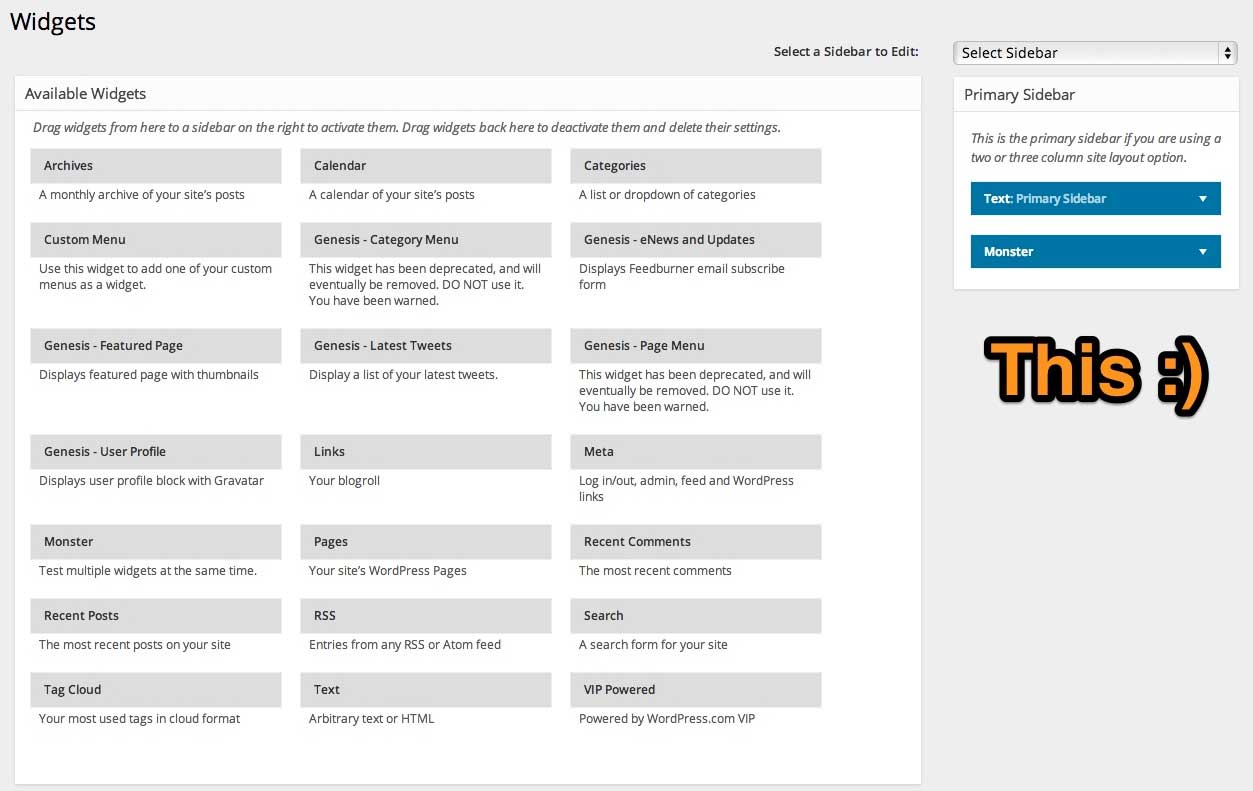 Widgets
Select a Sidebar to Edit:
Select Sidebar
Available Widgets
Drag widgets from here to a sidebar on the right to activate them. Drag widgets back here to deactivate them and delete their settings.
Archives
A monthly archive of your site's posts
Calendar
A calendar of your site's posts
Categories
A list or dropdown of categories
Custom Menu
Use this widget to add one of your custom
menus as a widget.
Genesis - Category Menu
This widget has been deprecated, and will
eventually be removed. DO NOT use it.
You have been warned.
Genesis - eNews and Updates
Displays Feedburner email subscribe
form
Genesis - Featured Page
Displays featured page with thumbnails
Genesis - Latest Tweets
Display a list of your latest tweets.
Genesis - Page Menu
This widget has been deprecated, and will
eventually be removed. DO NOT use it.
You have been warned.
Genesis - User Profile
Displays user profile block with Gravatar
Links
Your blogroll
Meta
Log in/out, admin, feed and WordPress
links
Monster
Test multiple widgets at the same time.
Pages
Your site's WordPress Pages
Recent Comments
The most recent comments
Recent Posts
The most recent posts on your site
RSS
Entries from any RSS or Atom feed
Search
A search form for your site
Tag Cloud
Your most used tags in cloud format
Text
Arbitrary text or HTML
VIP Powered
Powered by WordPress.com VIP
Primary Sidebar
This is the primary sidebar if you are using a
two or three column site layout option.
Text: Primary Sidebar
Monster
This :)